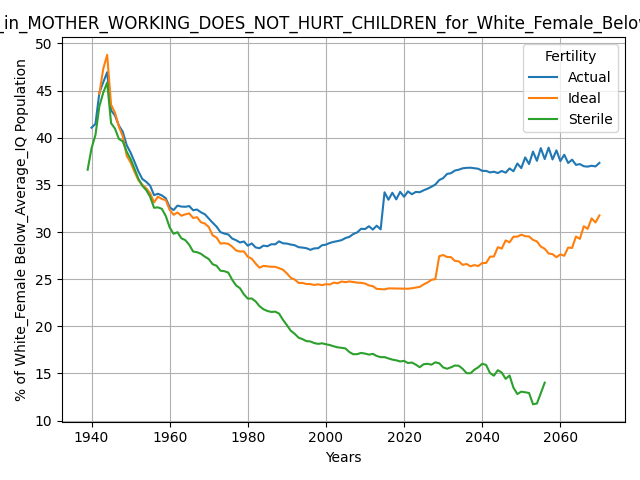 _in_MOTHER_WORKING_DOES_NOT_HURT_CHILDREN_for_White_Female_Below
% of White_Female Below_Average_IQ Population
50
45
40
35
30
25
20
15
10
Fertility
Actual
Ideal
Sterile
1940 1960 1980 2000 2020 2040 2060
Years